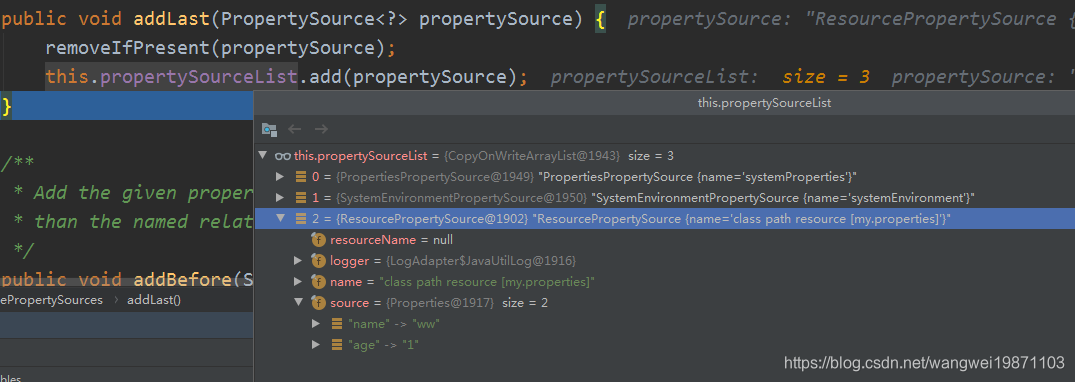 public void addLast(PropertySource<?> propertySource) { propertySource: "ResourcePropertySource {
removeIfPresent(propertySource);
this.propertySourceList.add(propertySource); propertySourceList: size = 3 propertySource: "
}
this.propertySourceList
/**
this.propertySourceList = {CopyOnWriteArrayList@1943} size = 3
0 = {PropertiesPropertySource@1949} "PropertiesPropertySource {name='systemProperties'}"
* Add the given proper
1 = {SystemEnvironmentPropertySource@1950} "SystemEnvironmentPropertySource {name='systemEnvironment'}"
* than the named relat
2 = {ResourcePropertySource@1902} "ResourcePropertySource {name='class path resource [my.properties]'}"
*/
resourceName = null
logger = {LogAdapter$JavaUtilLog@1916}
public void addBefore(S
name = "class path resource [my.properties]"
ePropertySources › addLast()
source = {Properties@1917} size = 2
"name" -> "ww"
"age" -> "1"
https://blog.csdn.net/wangwei19871103
bles